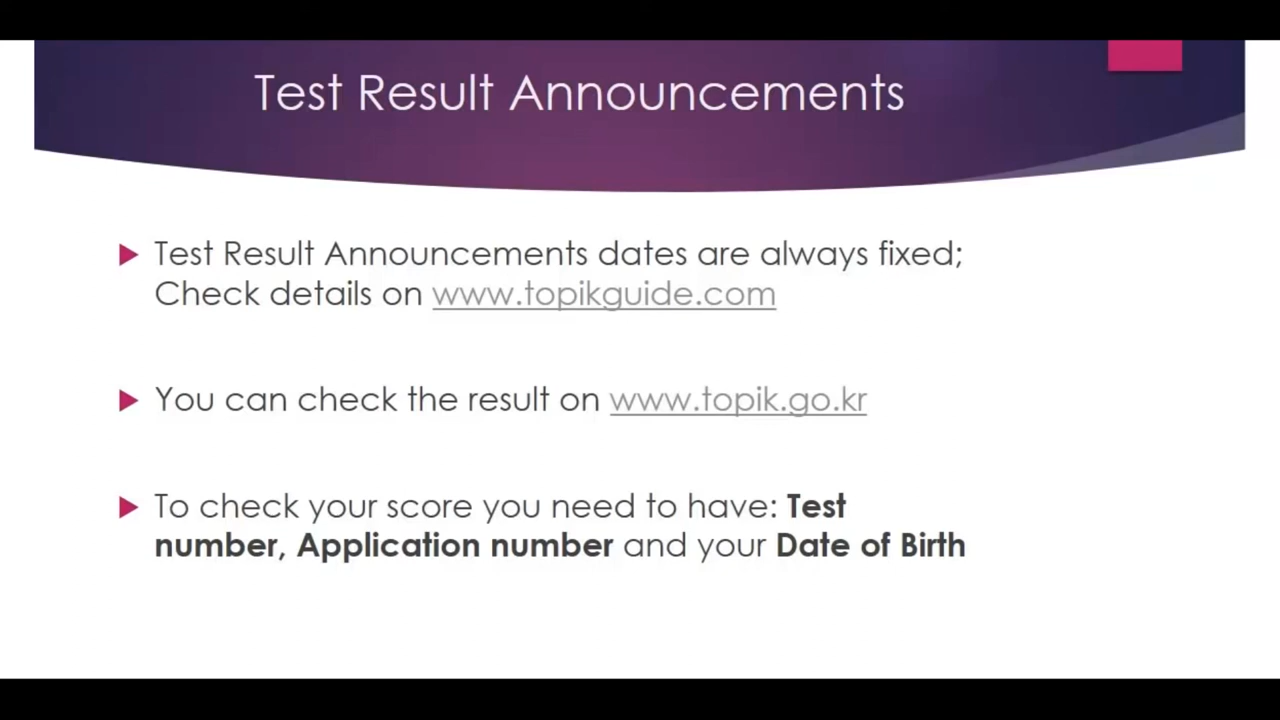 Test Result Announcements
Test Result Announcements dates are always fixed;
Check details on www.topikguide.com
You can check the result on www.topik.go.kr
To check your score you need to have: Test
number, Application number and your Date of Birth